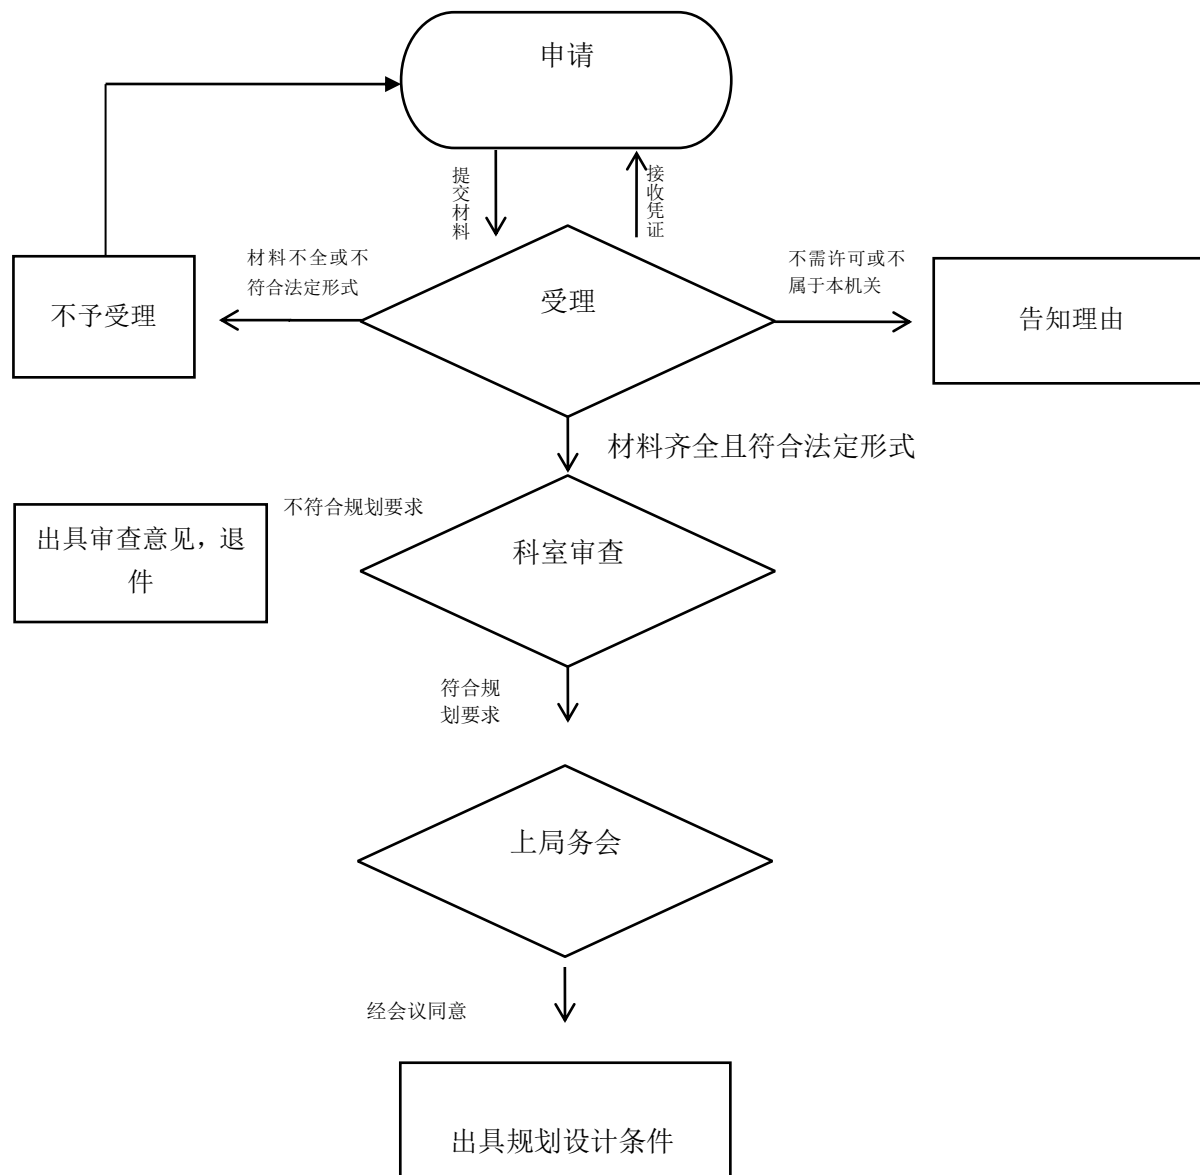 申请
提交材料
接收凭证
材料不全或不
符合法定形式
不需许可或不
属于本机关
不予受理
受理
告知理由
材料齐全且符合法定形式
不符合规划要求
出具审查意见，退
件
科室审查
符合规
划要求
上局务会
经会议同意
出具规划设计条件